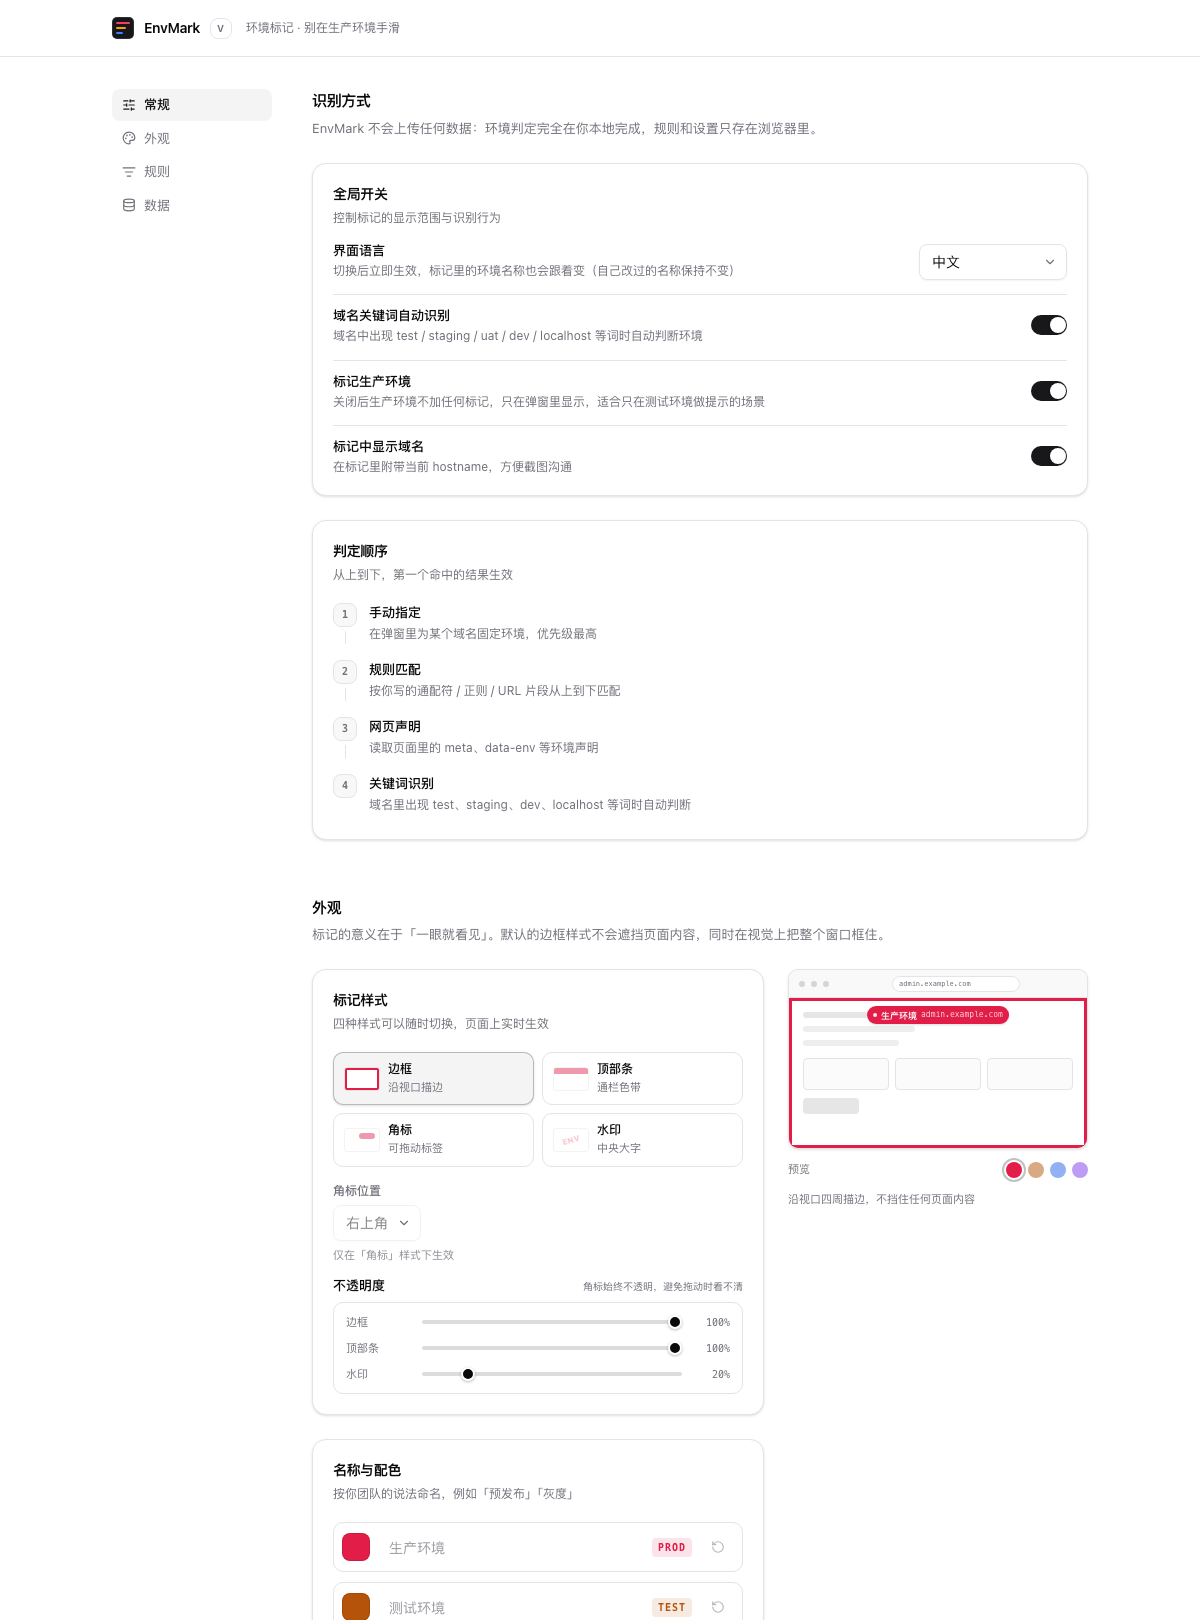 EnvMark V 环境标记 · 别在生产环境手滑
常规
外观
规则
数据
识别方式
EnvMark 不会上传任何数据：环境判定完全在你本地完成，规则和设置只存在浏览器里。
全局开关
控制标记的显示范围与识别行为
界面语言
切换后立即生效，标记里的环境名称也会跟着变（自己改过的名称保持不变）
中文
域名关键词自动识别
域名中出现 test / staging / uat / dev / localhost 等词时自动判断环境
标记生产环境
关闭后生产环境不加任何标记，只在弹窗里显示，适合只在测试环境做提示的场景
标记中显示域名
在标记里附带当前 hostname，方便截图沟通
判定顺序
从上到下，第一个命中的结果生效
1 手动指定
在弹窗里为某个域名固定环境，优先级最高
2 规则匹配
按你写的通配符 / 正则 / URL 片段从上到下匹配
3 网页声明
读取页面里的 meta、data-env 等环境声明
4 关键词识别
域名里出现 test、staging、dev、localhost 等词时自动判断
外观
标记的意义在于「一眼就看见」。默认的边框样式不会遮挡页面内容，同时在视觉上把整个窗口框住。
标记样式
四种样式可以随时切换，页面上实时生效
边框
沿视口描边
顶部条
通栏色带
角标
可拖动标签
ENV
水印
中央大字
角标位置
右上角
仅在「角标」样式下生效
不透明度 角标始终不透明，避免拖动时看不清
边框 100%
顶部条 100%
水印 20%
admin.example.com
生产环境 admin.example.com
预览
沿视口四周描边，不挡住任何页面内容
名称与配色
按你团队的说法命名，例如「预发布」「灰度」
生产环境 PROD
测试环境 TEST